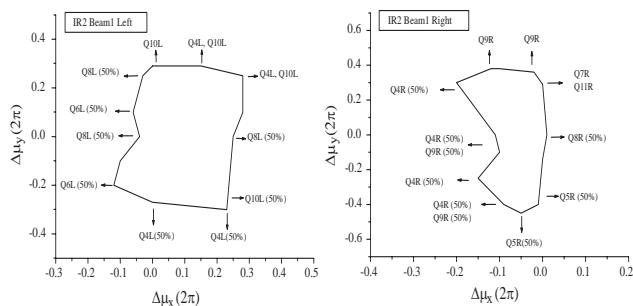 IR2 Beam1 Left
Q10L
Q4L, Q10L
Q8L (50%)
Q4L, Q10L
Q6L (50%)
Q8L (50%)
Q8L (50%)
Q6L (50%)
Q10L (50%)
Q4L(50%)
Q4L(50%)
0.4
0.2
0.0
-0.2
-0.4
-0.3 -0.2 -0.1 0.0 0.1 0.2 0.3 0.4 0.5
Δμy(2π)
Δμx(2π)
IR2 Beam1 Right
Q9R
Q9R
Q7R
Q11R
Q4R (50%)
Q4R (50%)
Q9R (50%)
Q8R (50%)
Q4R (50%)
Q4R (50%)
Q9R (50%)
Q5R (50%)
Q5R(50%)
0.6
0.4
0.2
0.0
-0.2
-0.4
-0.6
-0.4 -0.3 -0.2 -0.1 0.0 0.1 0.2
Δμy(2π)
Δμx(2π)